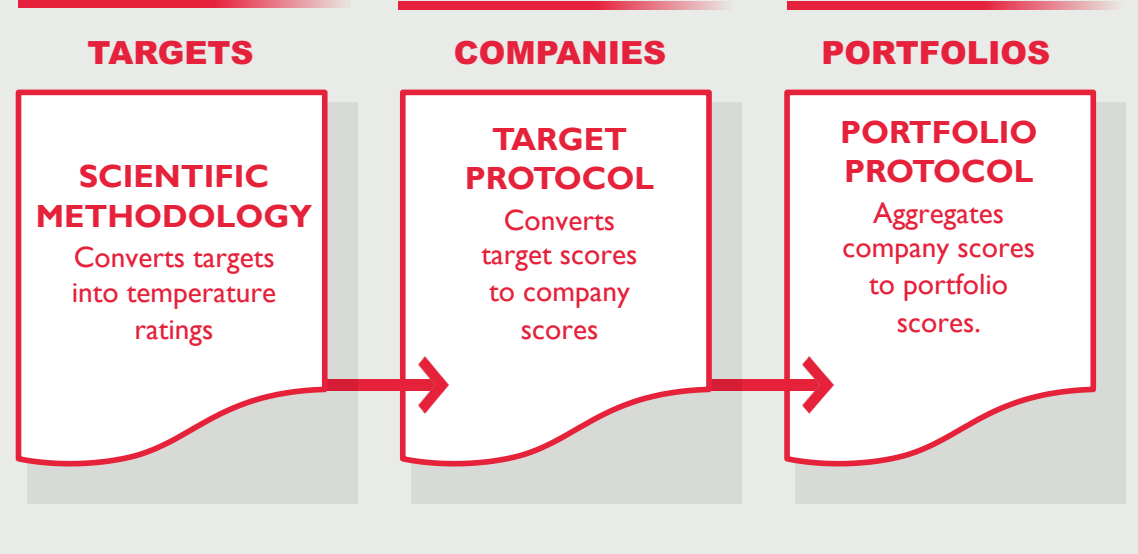 TARGETS
SCIENTIFIC
METHODOLOGY
Converts targets
into temperature
ratings
COMPANIES
TARGET
PROTOCOL
Converts
target scores
to company
scores
PORTFOLIOS
PORTFOLIO
PROTOCOL
Aggregates
company scores
to portfolio
scores.